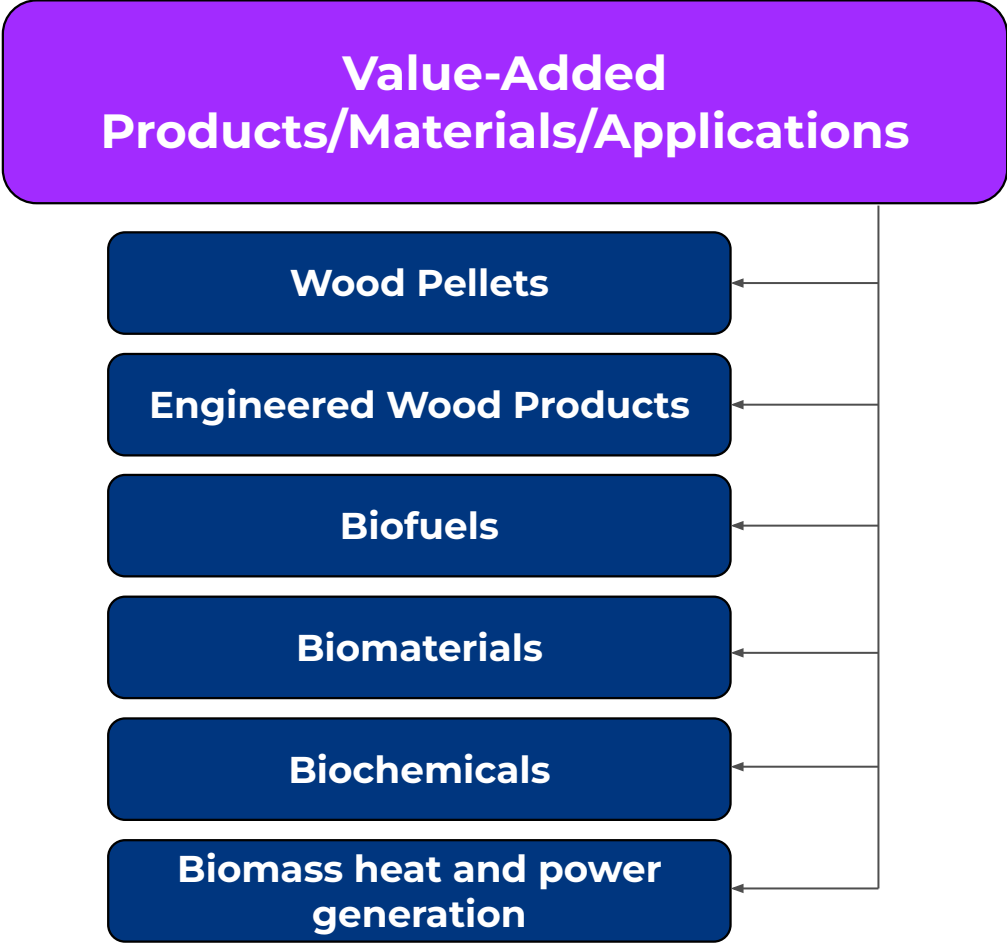 Value-Added
Products/Materials/Applications
Wood Pellets
Engineered Wood Products
Biofuels
Biomaterials
Biochemicals
Biomass heat and power
generation